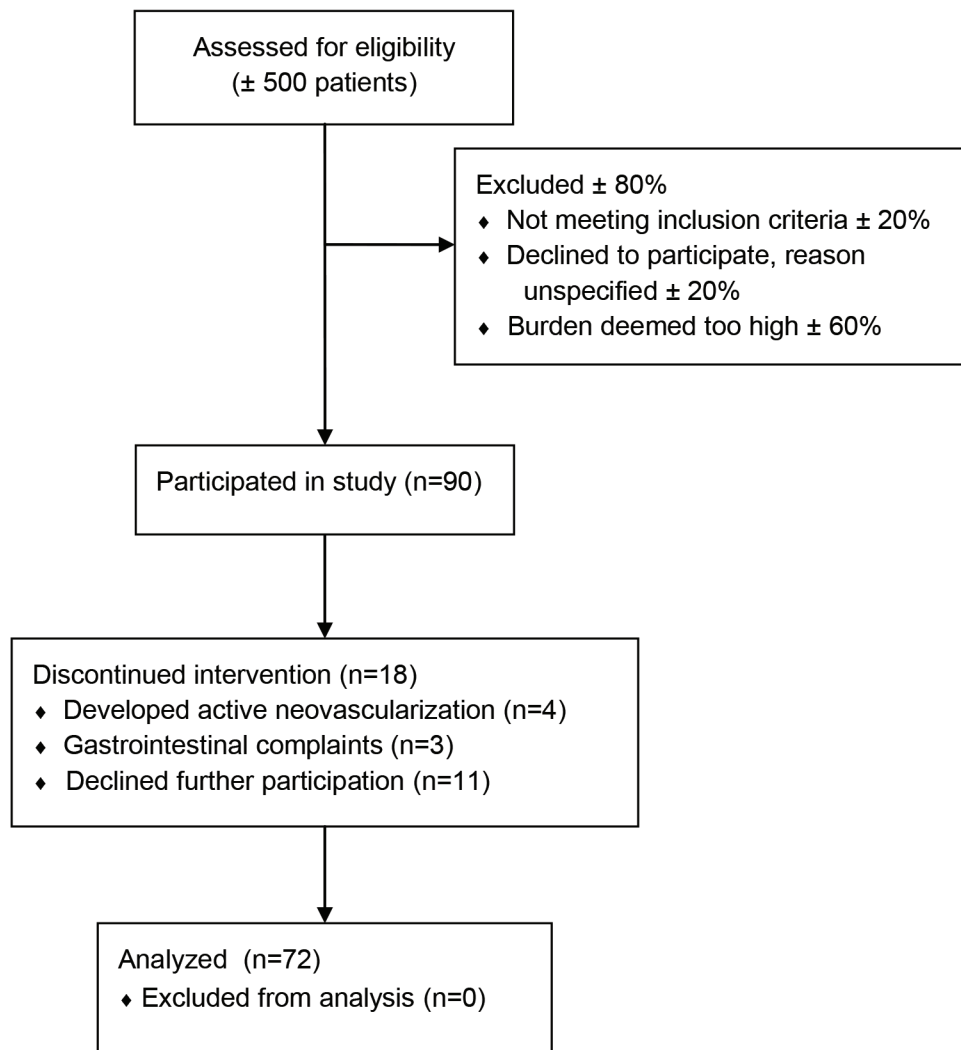 Assessed for eligibility
(± 500 patients)
Excluded ± 80%
♦ Not meeting inclusion criteria ± 20%
♦ Declined to participate, reason
unspecified ± 20%
♦ Burden deemed too high ± 60%
Participated in study (n=90)
Discontinued intervention (n=18)
♦ Developed active neovascularization (n=4)
♦ Gastrointestinal complaints (n=3)
♦ Declined further participation (n=11)
Analyzed (n=72)
♦ Excluded from analysis (n=0)